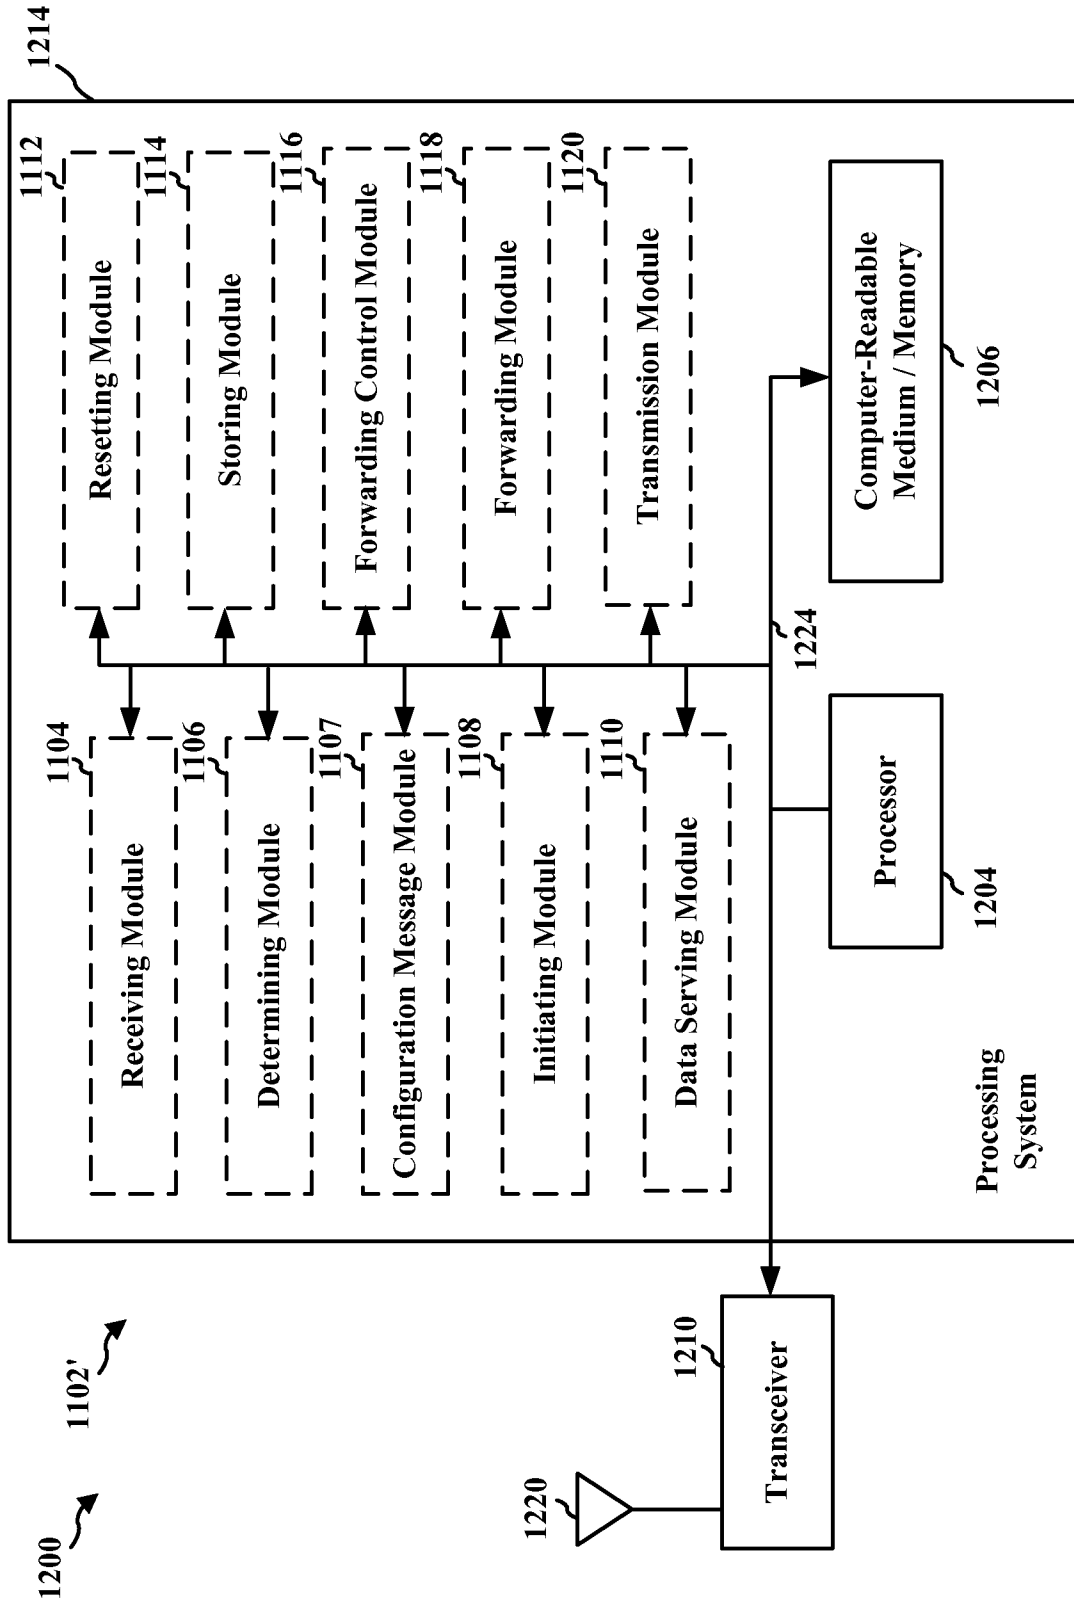 1200
1102'
1214
1220
1210
Transceiver
1104
Receiving Module
1106
Determining Module
1107
Configuration Message Module
1108
Initiating Module
1110
Data Serving Module
1112
Resetting Module
1114
Storing Module
1116
Forwarding Control Module
1118
Forwarding Module
1120
Transmission Module
1224
Processor
1204
Computer-Readable
Medium / Memory
1206
Processing
System